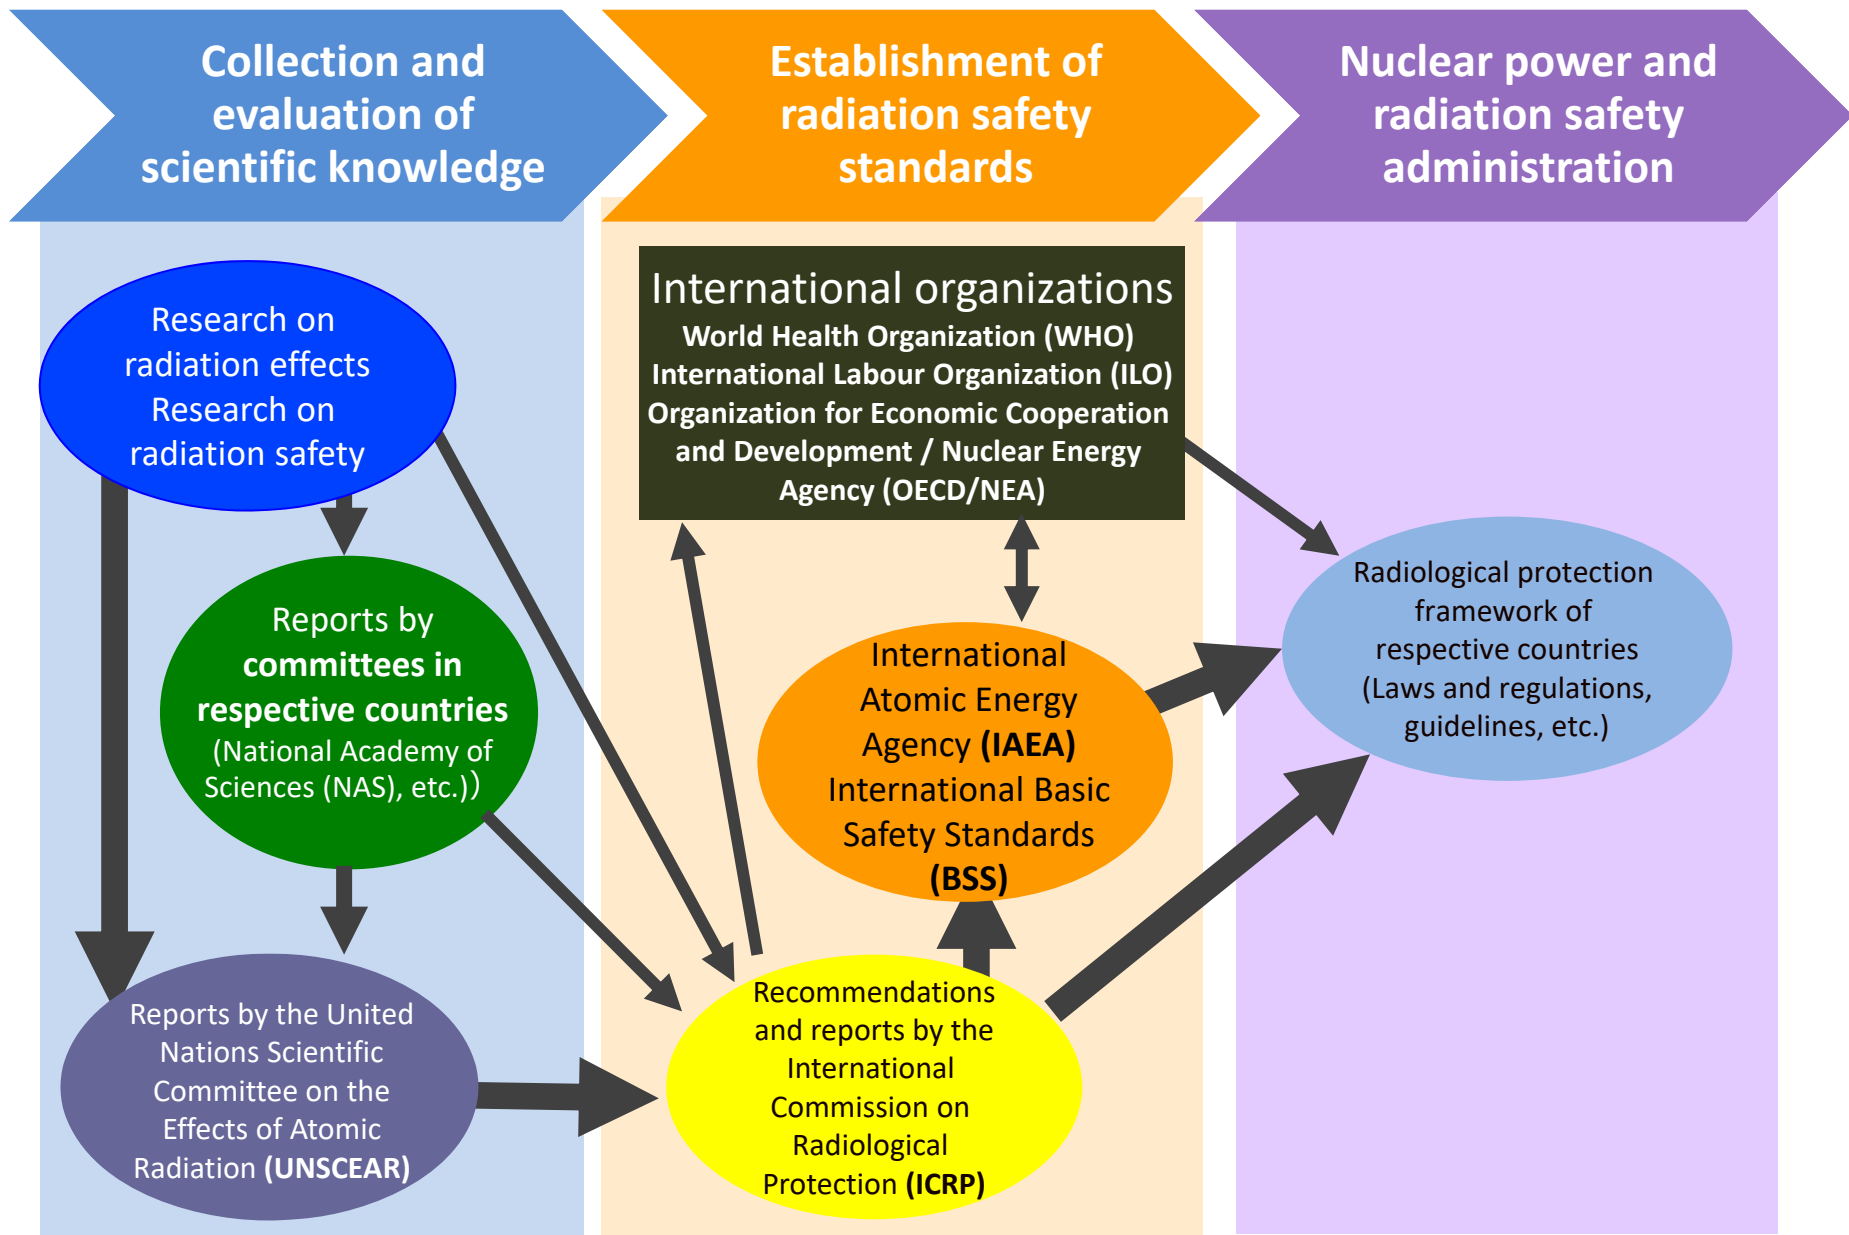 Collection and
evaluation of
scientific knowledge
Establishment of
radiation safety
standards
Nuclear power and
radiation safety
administration
Research on
radiation effects
Research on
radiation safety
Reports by
committees in
respective countries
(National Academy of
Sciences (NAS), etc.))
Reports by the United
Nations Scientific
Committee on the
Effects of Atomic
Radiation (UNSCEAR)
International organizations
World Health Organization (WHO)
International Labour Organization (ILO)
Organization for Economic Cooperation
and Development / Nuclear Energy
Agency (OECD/NEA)
International
Atomic Energy
Agency (IAEA)
International Basic
Safety Standards
(BSS)
Recommendations
and reports by the
International
Commission on
Radiological
Protection (ICRP)
Radiological protection
framework of
respective countries
(Laws and regulations,
guidelines, etc.)